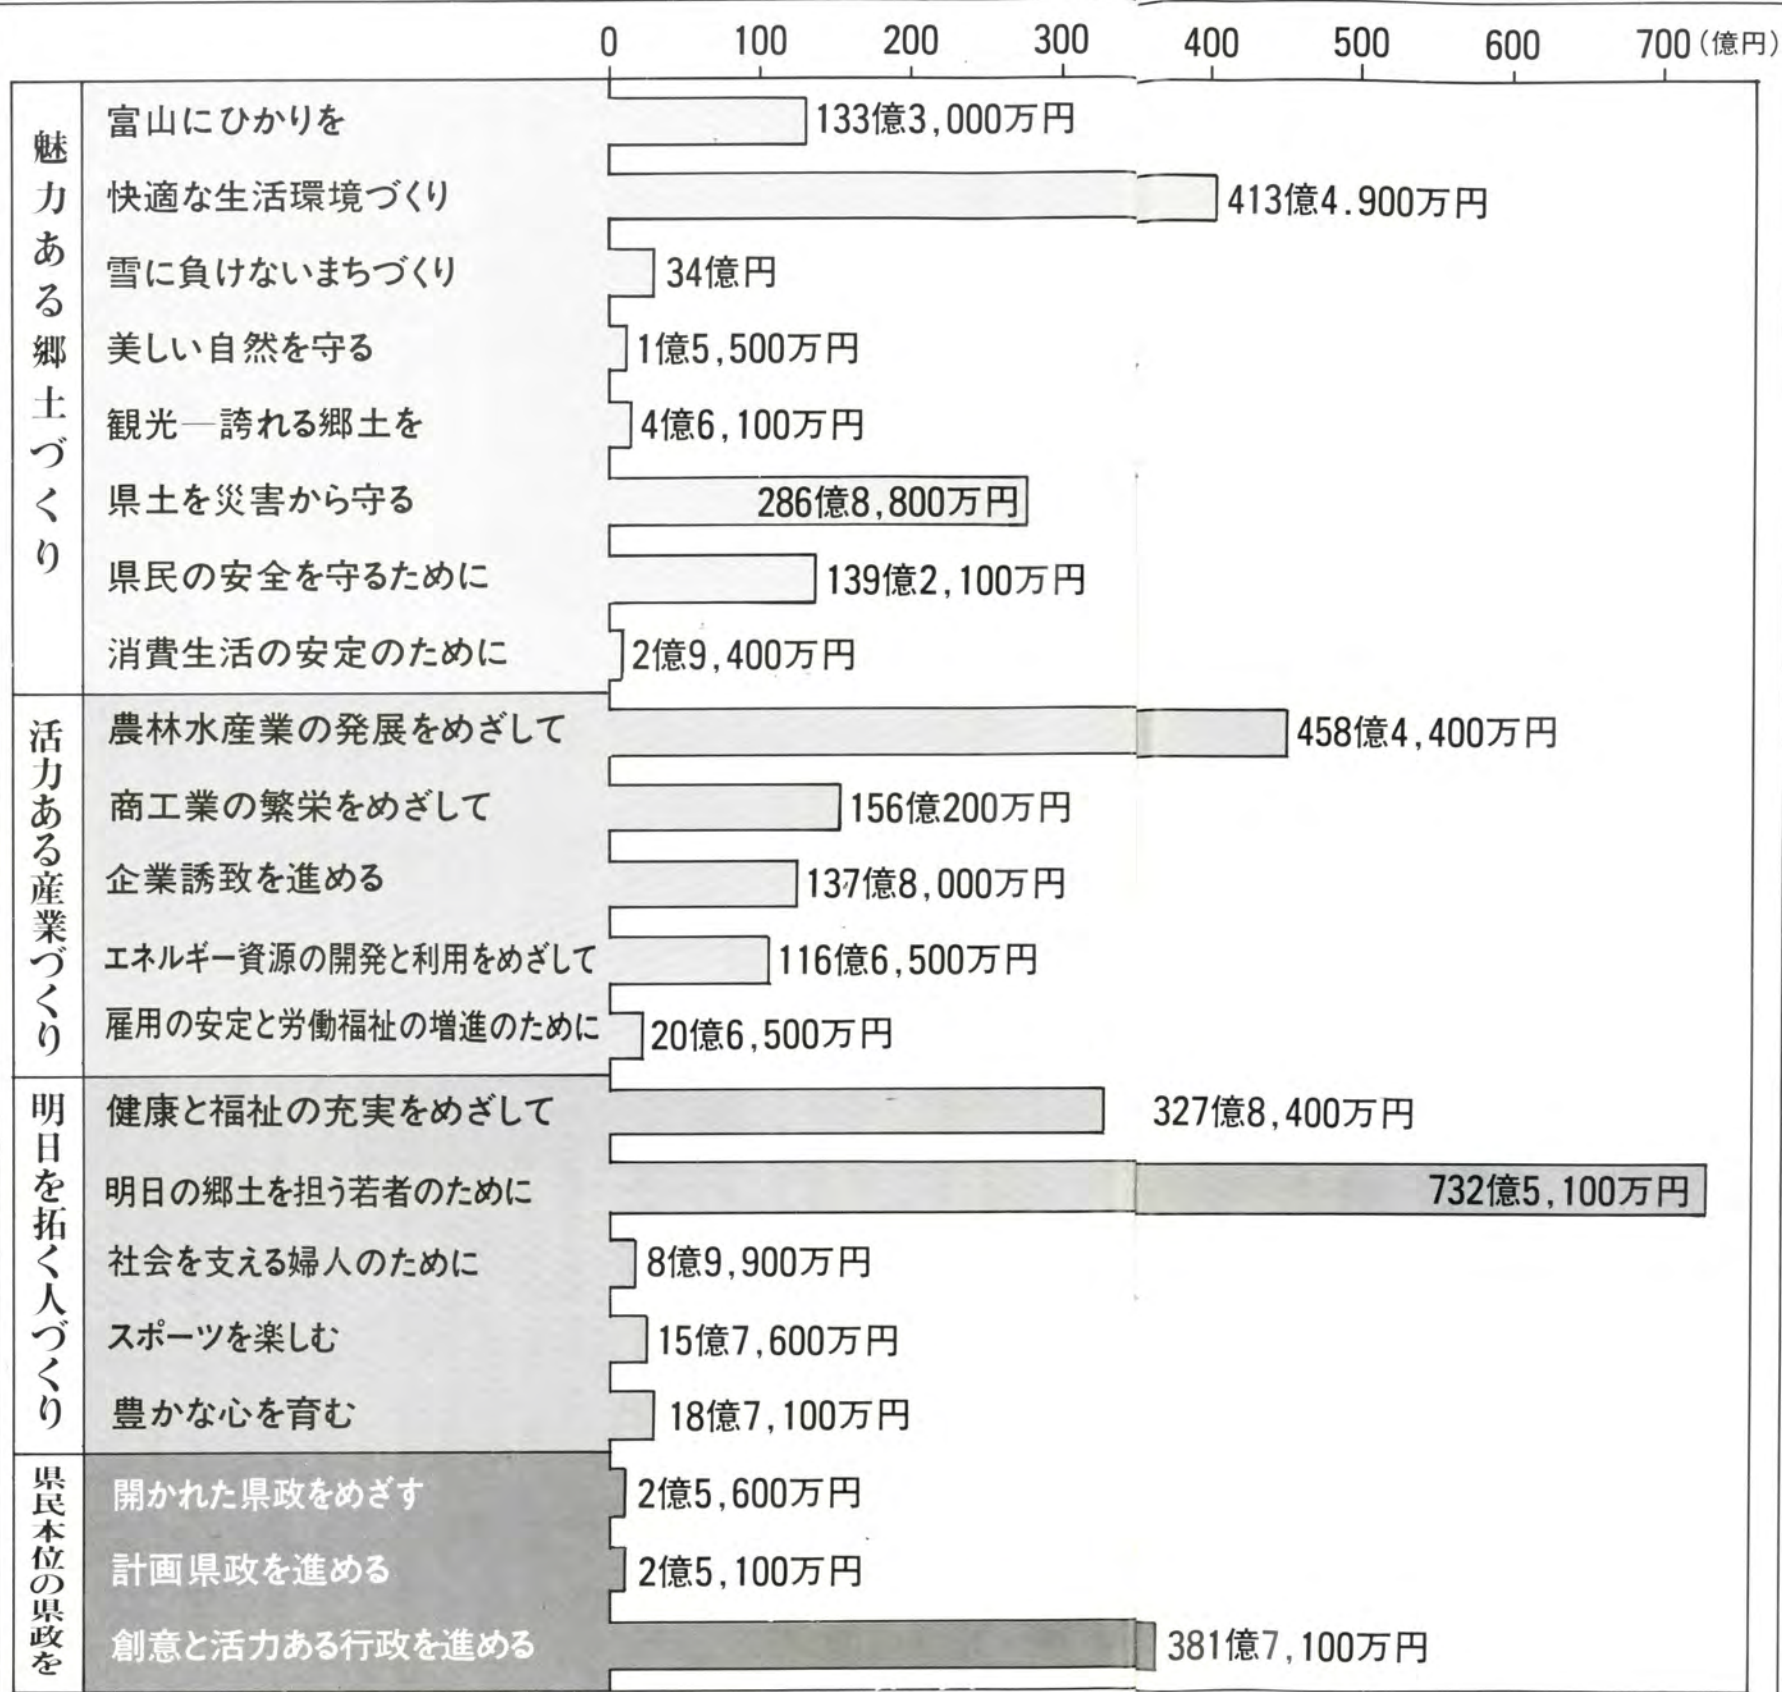 0 100 200 300 400 500 600 700(億円)
魅力ある郷土づくり
富山にひかりを 133億3,000万円
快適な生活環境づくり 413億4.900万円
雪に負けないまちづくり 34億円
美しい自然を守る 1億5,500万円
観光―誇れる郷土を 4億6,100万円
県土を災害から守る 286億8,800万円
県民の安全を守るために 139億2,100万円
消費生活の安定のために 2億9,400万円
活力ある産業づくり
農林水産業の発展をめざして 458億4,400万円
商工業の繁栄をめざして 156億200万円
企業誘致を進める 137億8,000万円
エネルギー資源の開発と利用をめざして 116億6,500万円
雇用の安定と労働福祉の増進のために 20億6,500万円
明日を拓く人づくり
健康と福祉の充実をめざして 327億8,400万円
明日の郷土を担う若者のために 732億5,100万円
社会を支える婦人のために 8億9,900万円
スポーツを楽しむ 15億7,600万円
豊かな心を育む 18億7,100万円
県民本位の県政を
開かれた県政をめざす 2億5,600万円
計画県政を進める 2億5,100万円
創意と活力ある行政を進める 381億7,100万円